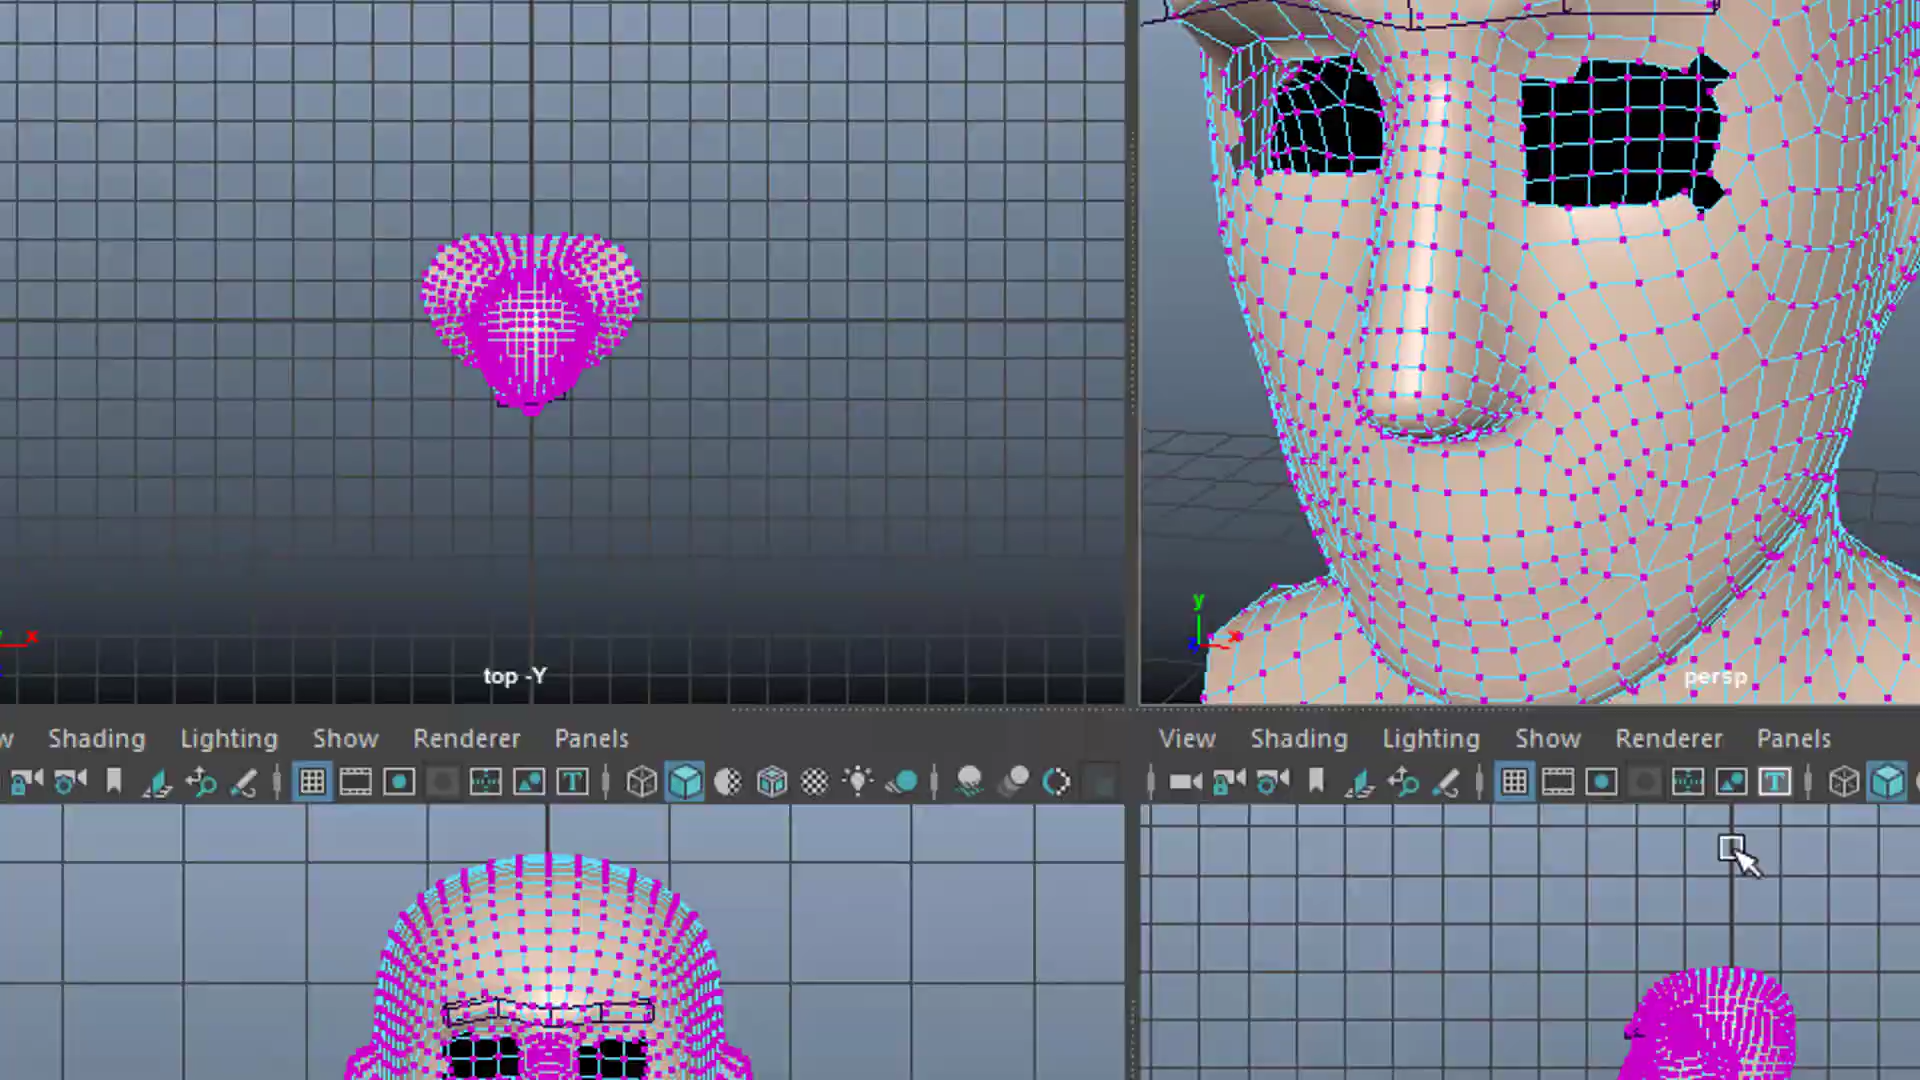 y
x
x
top -Y
persp
w Shading Lighting Show Renderer Panels
View Shading Lighting Show Renderer Panels
T
T